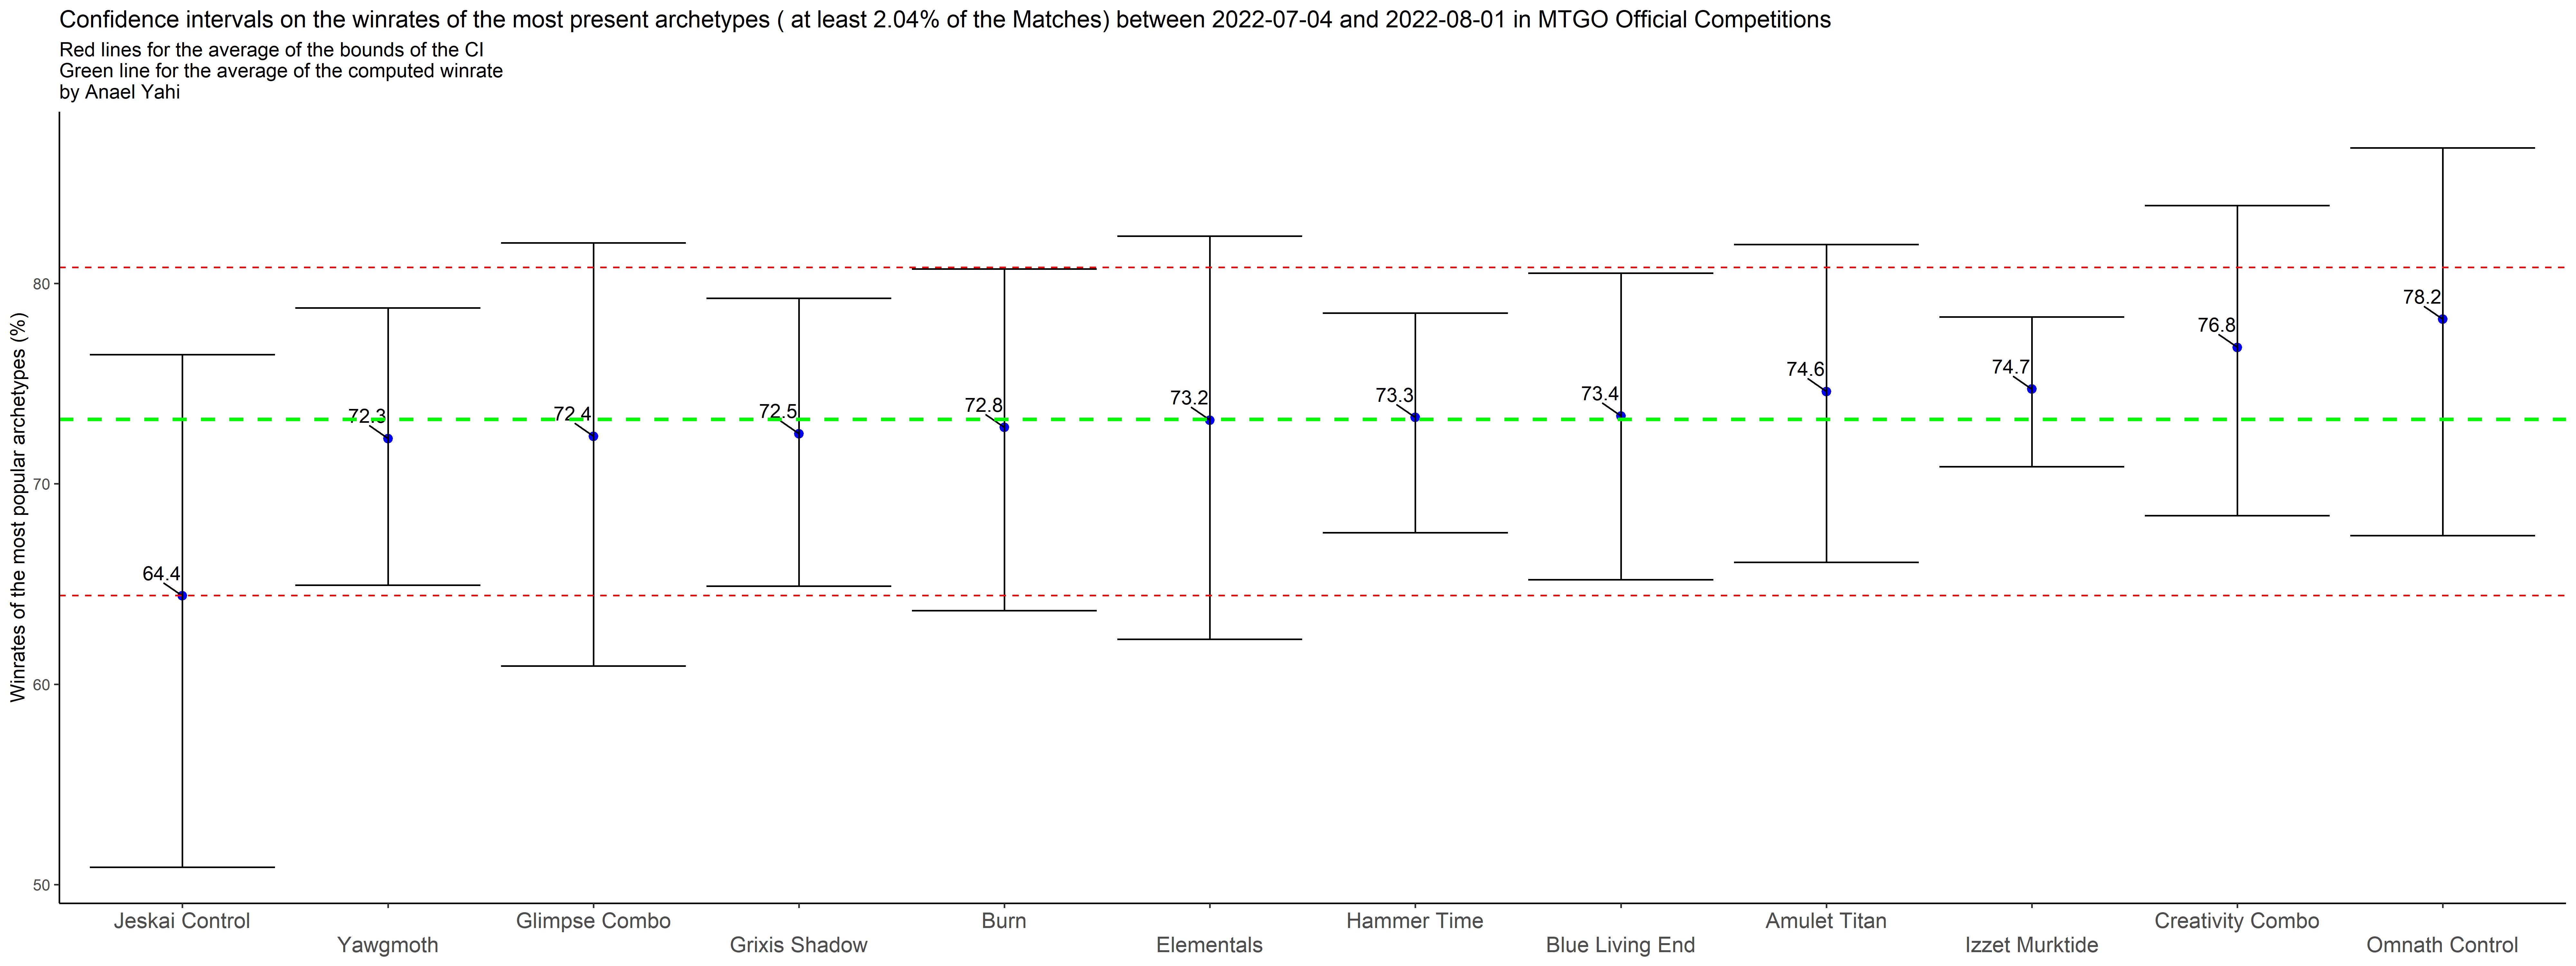 Confidence intervals on the winrates of the most present archetypes ( at least 2.04% of the Matches) between 2022-07-04 and 2022-08-01 in MTGO Official Competitions
Red lines for the average of the bounds of the CI
Green line for the average of the computed winrate
by Anael Yahi
Winrates of the most popular archetypes (%)
80
70
60
50
64.4
72.3
72.4
72.5
72.8
73.2
73.3
73.4
74.6
74.7
76.8
78.2
Jeskai Control
Yawgmoth
Glimpse Combo
Grixis Shadow
Burn
Elementals
Hammer Time
Blue Living End
Amulet Titan
Izzet Murktide
Creativity Combo
Omnath Control